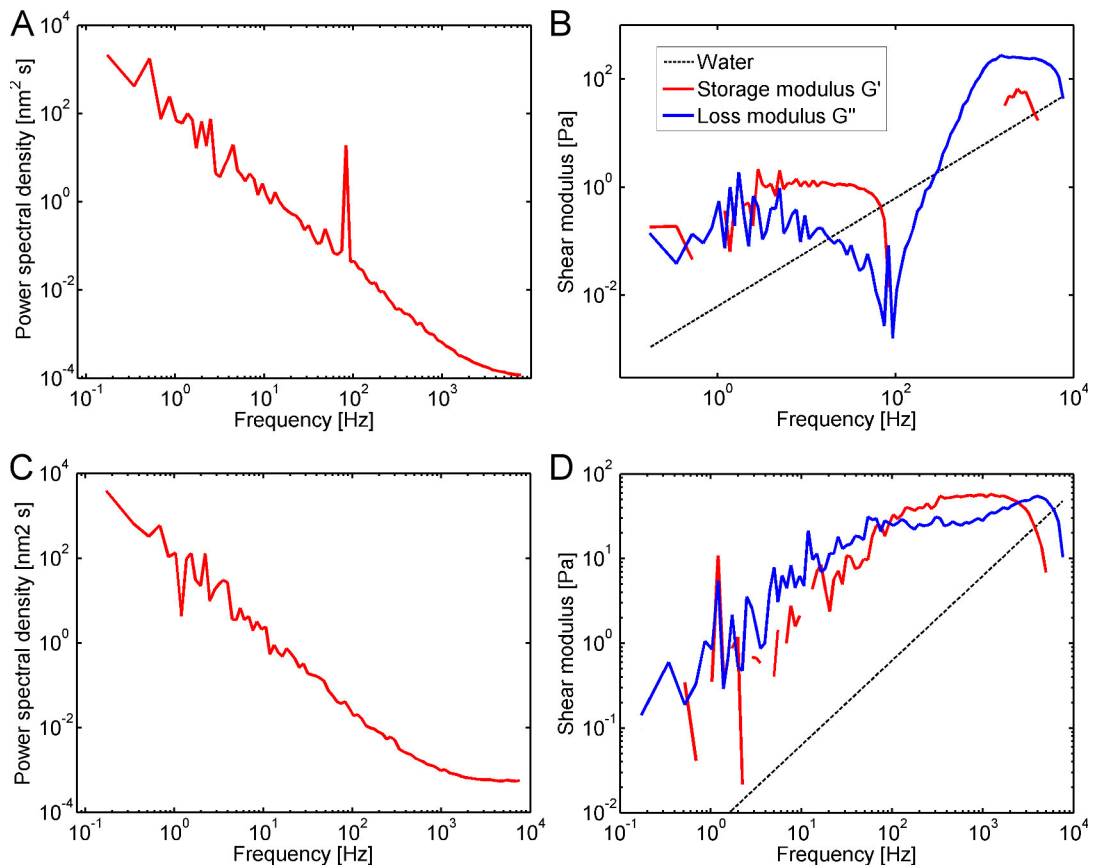 A
10^4
10^2
10^0
10^-2
10^-4
Power spectral density [nm^2 s]
10^-1
10^0
10^1
10^2
10^3
10^4
Frequency [Hz]
B
Water
Storage modulus G'
Loss modulus G''
10^2
10^0
10^-2
Shear modulus [Pa]
10^0
10^2
10^4
Frequency [Hz]
C
10^4
10^2
10^0
10^-2
10^-4
Power spectral density [nm2 s]
10^-1
10^0
10^1
10^2
10^3
10^4
Frequency [Hz]
D
10^2
10^1
10^0
10^-1
10^-2
Shear modulus [Pa]
10^-1
10^0
10^1
10^2
10^3
10^4
Frequency [Hz]